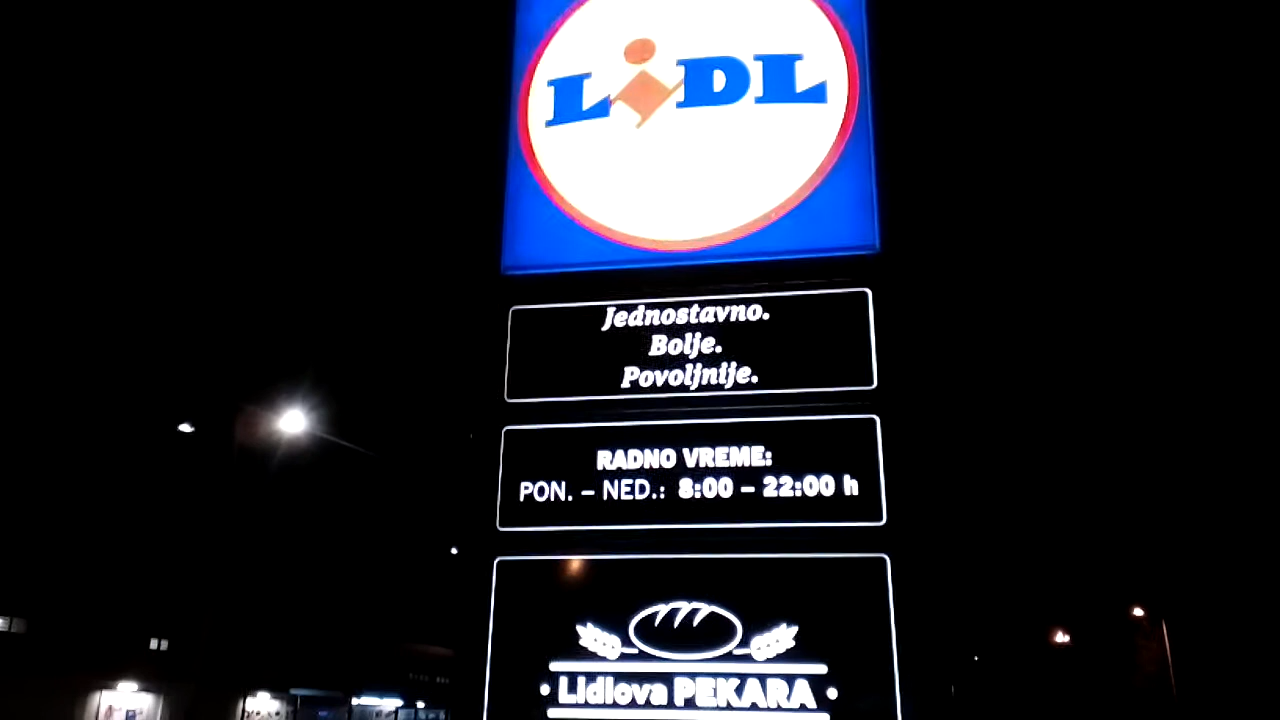 LIDL
Jednostavno.
Bolje.
Povoljnije.
RADNO VREME:
PON. – NED.: 8:00 – 22:00 h
• Lidlova PEKARA •